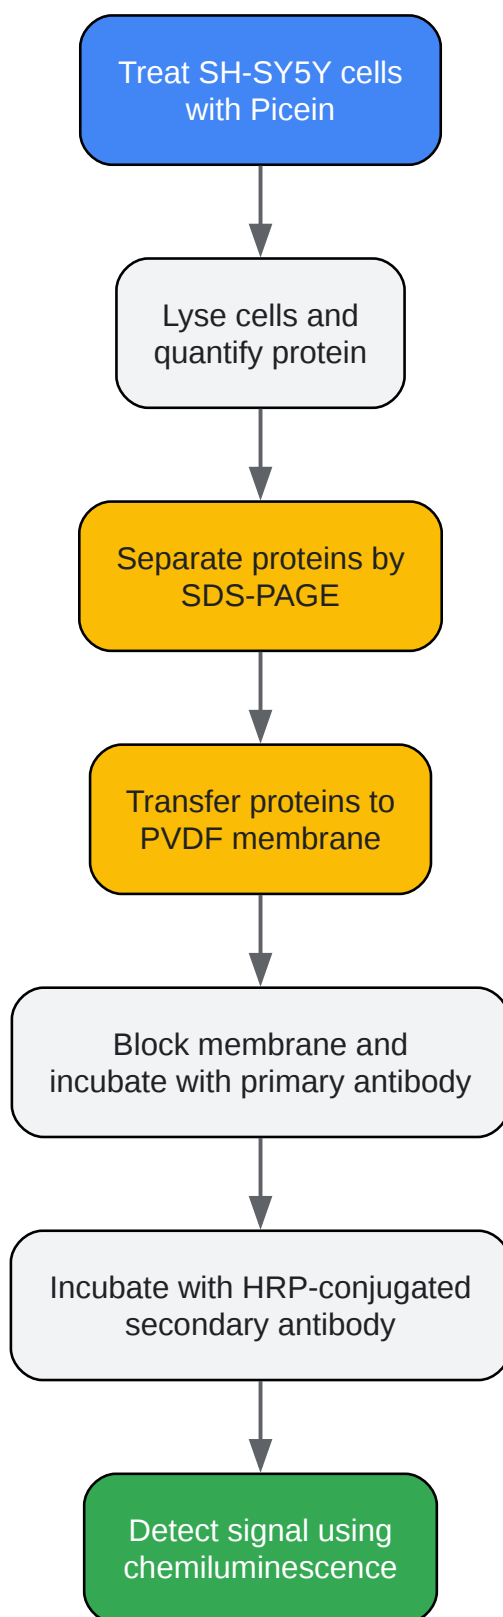 Treat SH-SY5Y cells
with Picein
Lyse cells and
quantify protein
Separate proteins by
SDS-PAGE
Transfer proteins to
PVDF membrane
Block membrane and
incubate with primary antibody
Incubate with HRP-conjugated
secondary antibody
Detect signal using
chemiluminescence